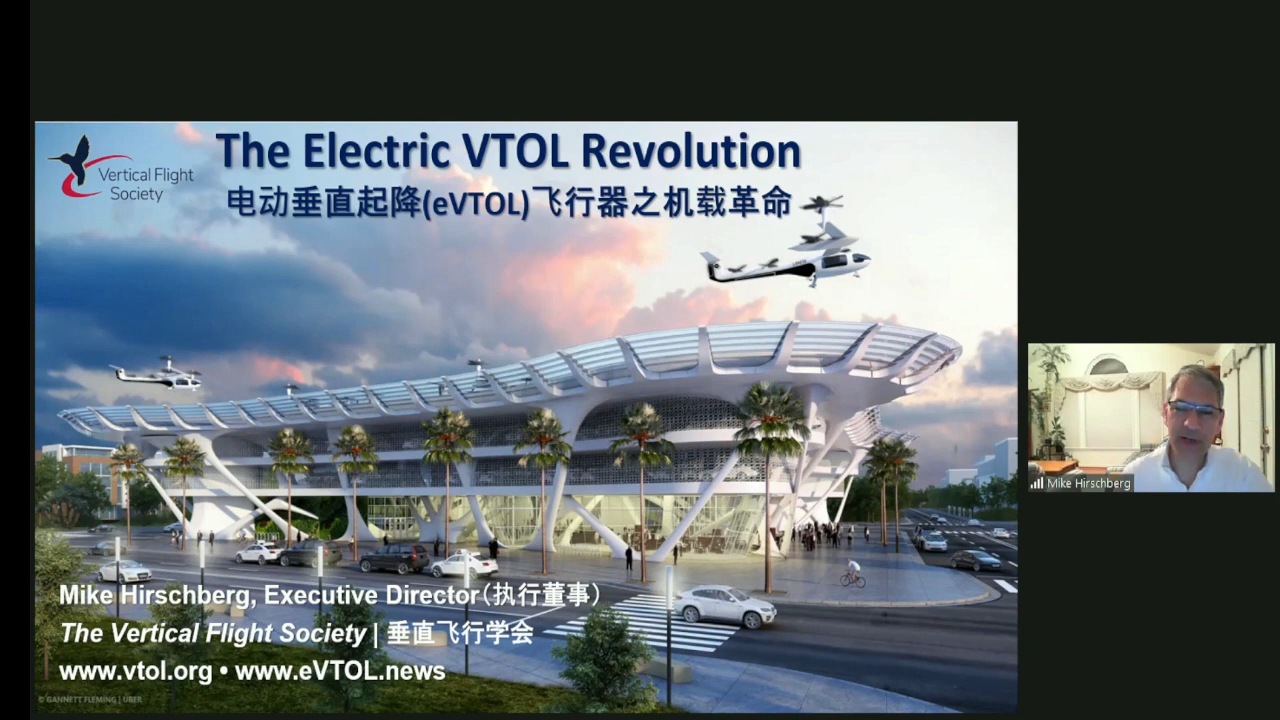 The Electric VTOL Revolution
电动垂直起降(eVTOL)飞行器之机载革命
Vertical Flight
Society
Mike Hirschberg, Executive Director(执行董事)
The Vertical Flight Society | 垂直飞行学会
www.vtol.org • www.eVTOL.news
© GANNETT FLEMING | UBER
Mike Hirschberg